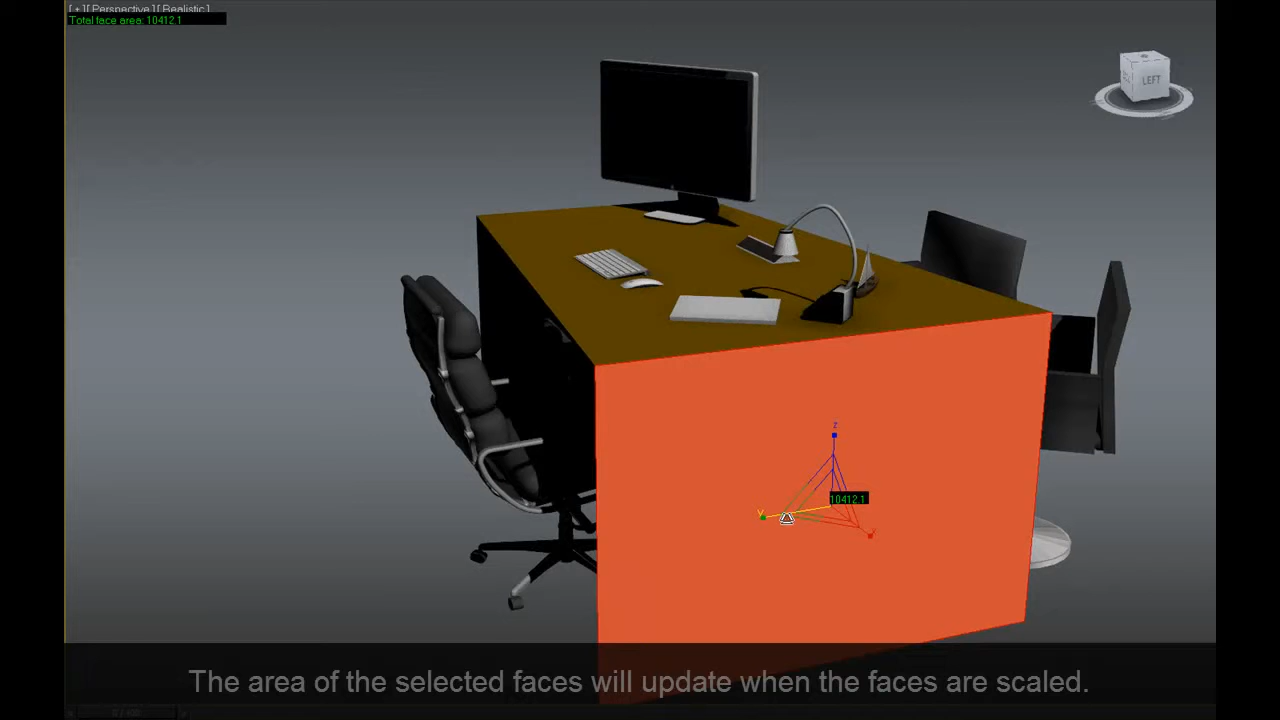 [ + ][ Perspective ][ Realistic ]
Total face area: 10412.1
LEFT
z
10412.1
y
x
The area of the selected faces will update when the faces are scaled.